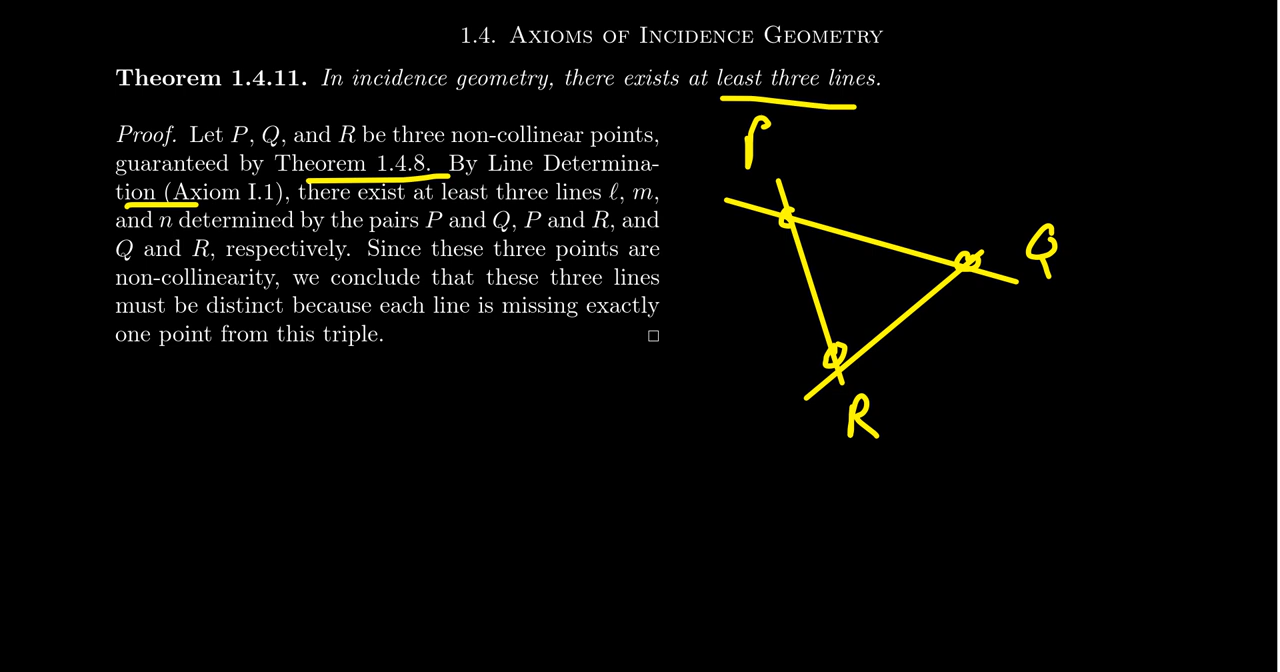 1.4. Axioms of Incidence Geometry
Theorem 1.4.11. In incidence geometry, there exists at least three lines.
Proof. Let P, Q, and R be three non-collinear points,
guaranteed by Theorem 1.4.8. By Line Determina-
tion (Axiom I.1), there exist at least three lines ℓ, m,
and n determined by the pairs P and Q, P and R, and
Q and R, respectively. Since these three points are
non-collinearity, we conclude that these three lines
must be distinct because each line is missing exactly
one point from this triple. □
P
Q
R